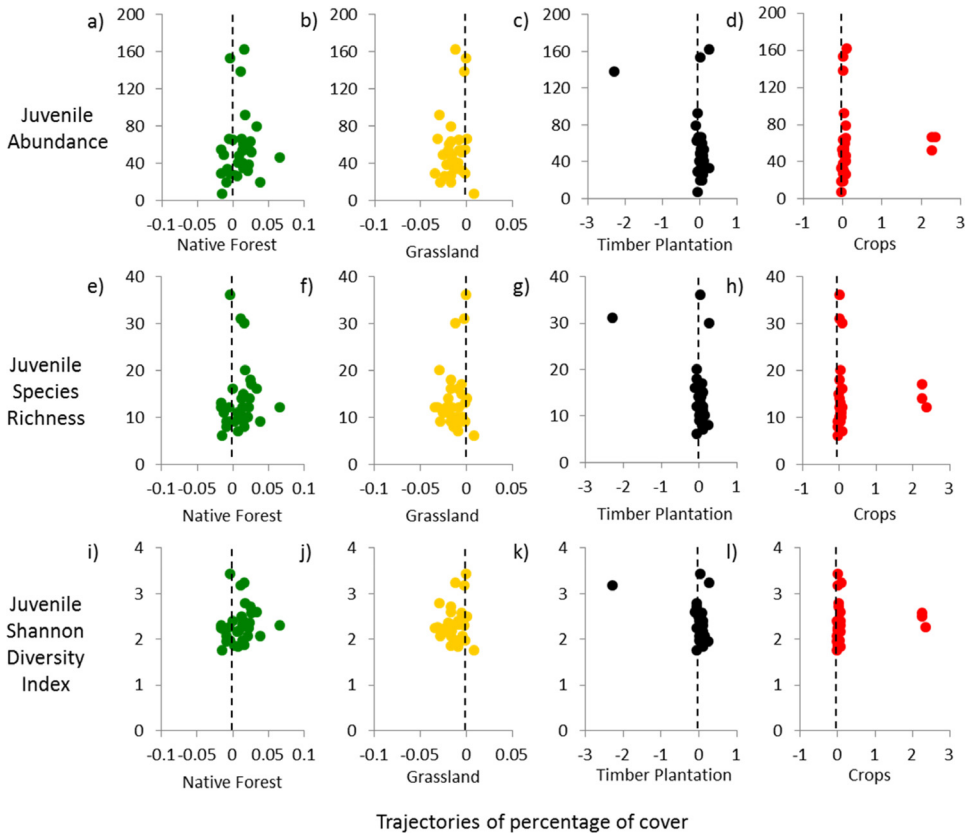 a) b) c) d)
Juvenile
Abundance
200 200 200 200
160 160 160 160
120 120 120 120
80 80 80 80
40 40 40 40
0 0 0 0
-0.1 -0.05 0 0.05 0.1 -0.1 -0.05 0 0.05 -3 -2 -1 0 1 -1 0 1 2 3
Native Forest Grassland Timber Plantation Crops
e) f) g) h)
Juvenile
Species
Richness
40 40 40 40
30 30 30 30
20 20 20 20
10 10 10 10
0 0 0 0
-0.1 -0.05 0 0.05 0.1 -0.1 -0.05 0 0.05 -3 -2 -1 0 1 -1 0 1 2 3
Native Forest Grassland Timber Plantation Crops
i) j) k) l)
Juvenile
Shannon
Diversity
Index
4 4 4 4
3 3 3 3
2 2 2 2
1 1 1 1
0 0 0 0
-0.1 -0.05 0 0.05 0.1 -0.1 -0.05 0 0.05 -3 -2 -1 0 1 -1 0 1 2 3
Native Forest Grassland Timber Plantation Crops
Trajectories of percentage of cover